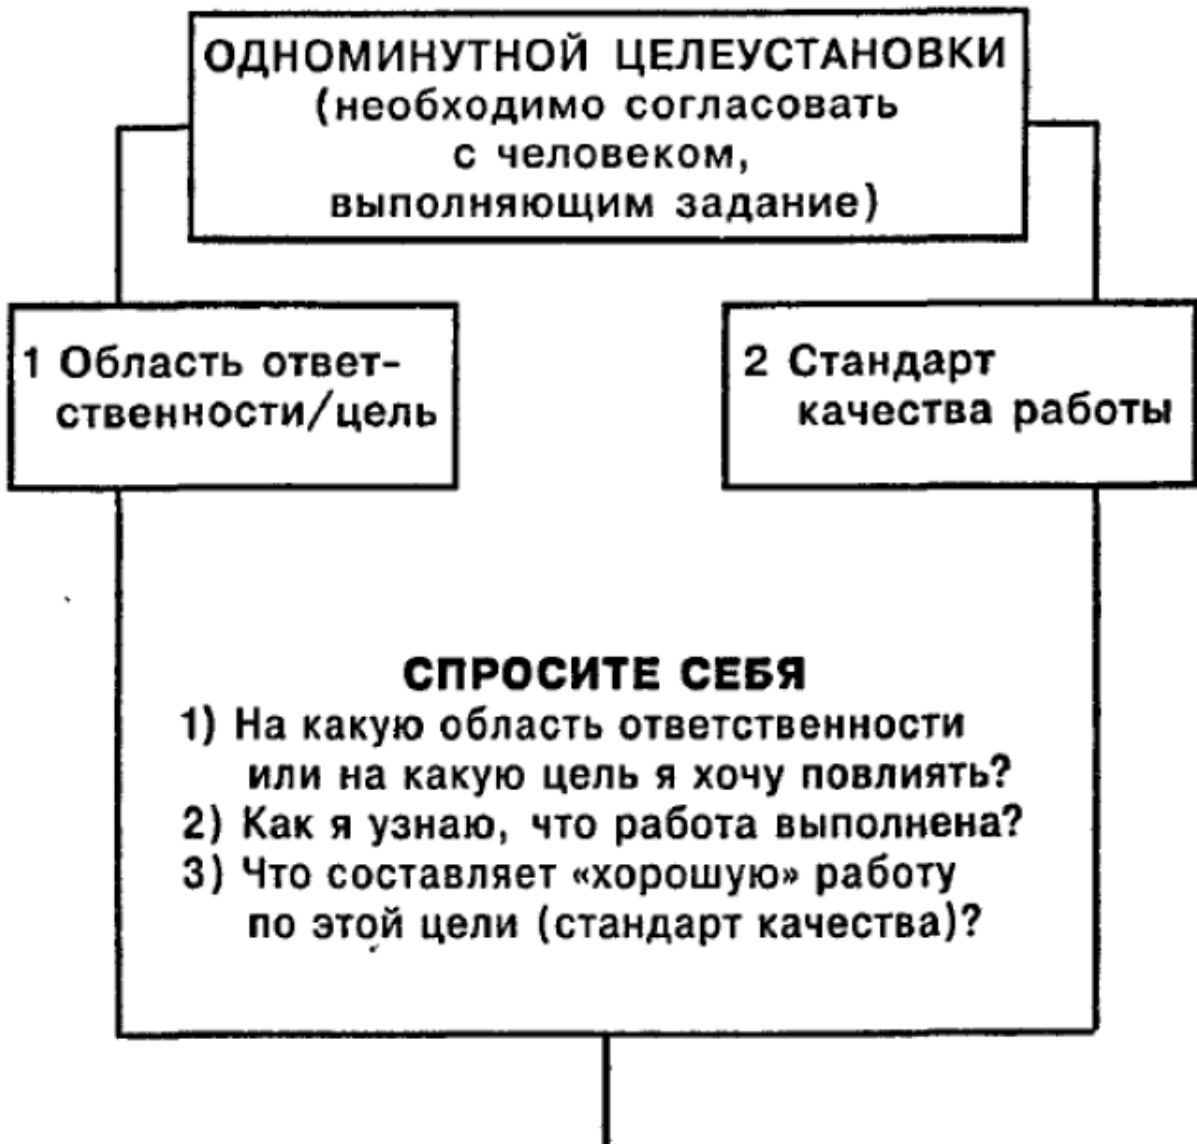 ОДНОМИНУТНОЙ ЦЕЛЕУСТАНОВКИ
(необходимо согласовать
с человеком,
выполняющим задание)
1 Область ответ-
ственности/цель
2 Стандарт
качества работы
СПРОСИТЕ СЕБЯ
1) На какую область ответственности
или на какую цель я хочу повлиять?
2) Как я узнаю, что работа выполнена?
3) Что составляет «хорошую» работу
по этой цели (стандарт качества)?